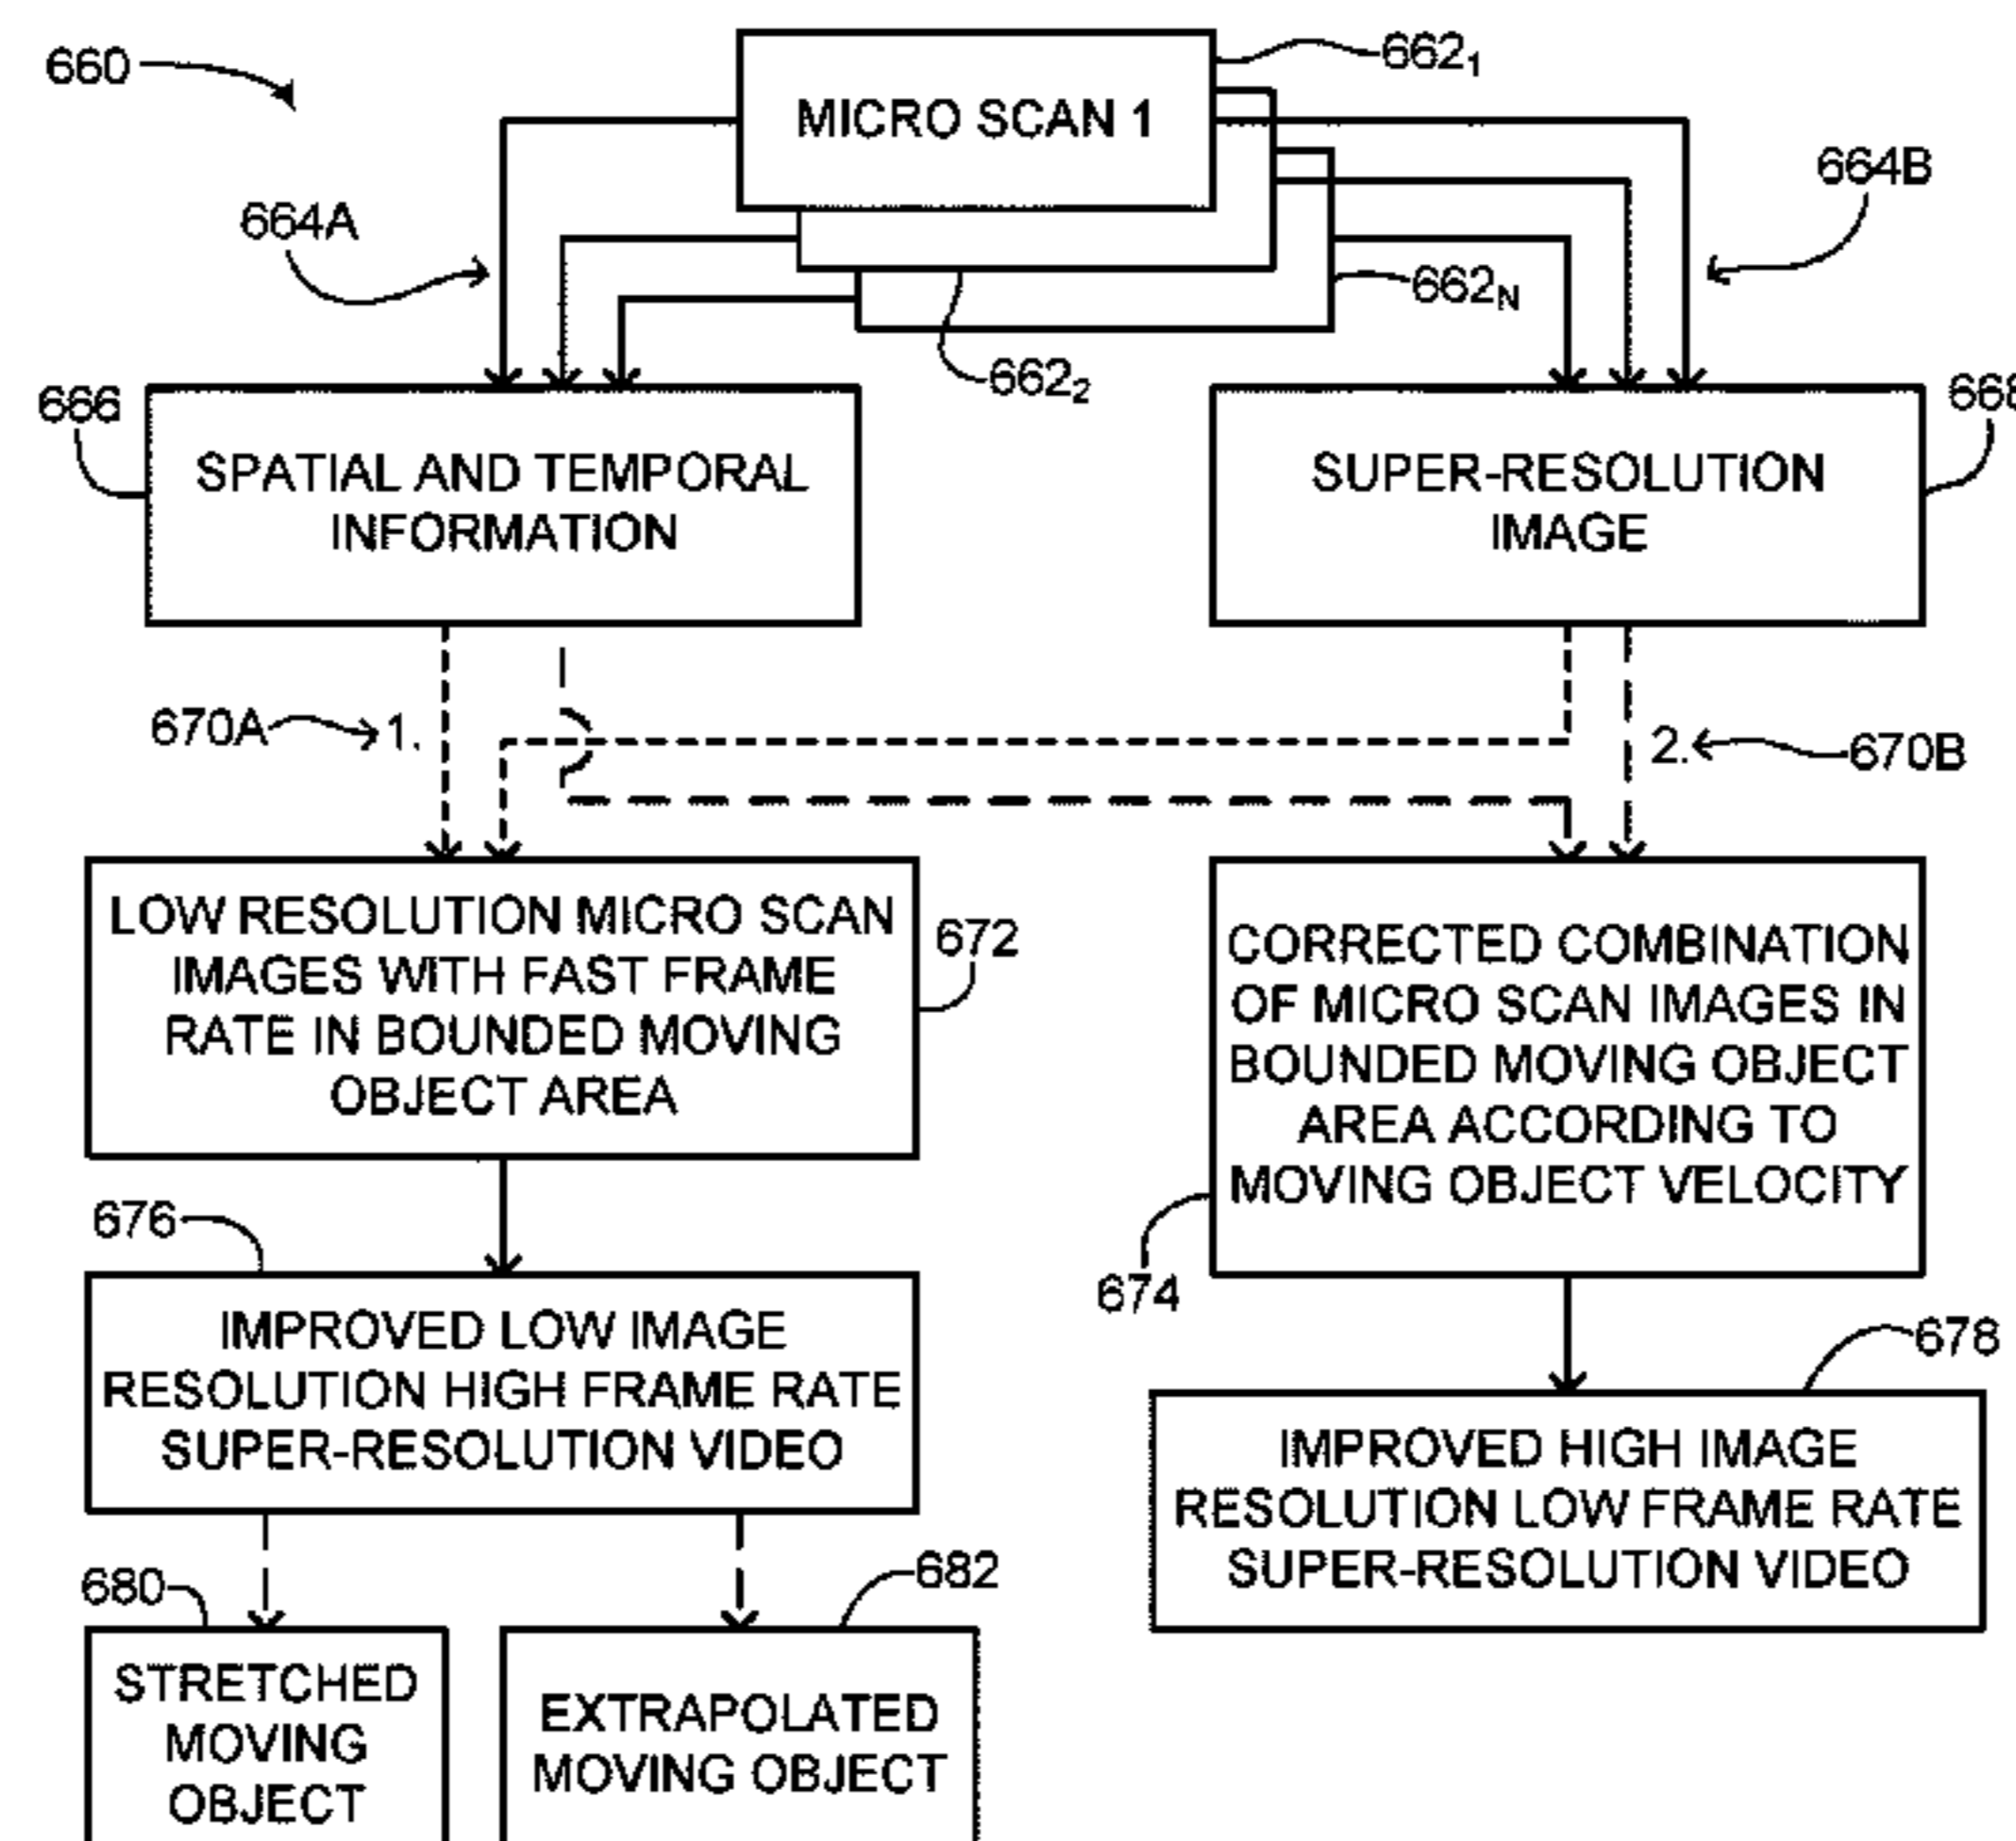 660
MICRO SCAN 1
662₁
664A
664B
662N
662₂
666
SPATIAL AND TEMPORAL
INFORMATION
SUPER-RESOLUTION
IMAGE
668
670A
1.
2.
670B
LOW RESOLUTION MICRO SCAN
IMAGES WITH FAST FRAME
RATE IN BOUNDED MOVING
OBJECT AREA
672
CORRECTED COMBINATION
OF MICRO SCAN IMAGES IN
BOUNDED MOVING OBJECT
AREA ACCORDING TO
MOVING OBJECT VELOCITY
674
676
IMPROVED LOW IMAGE
RESOLUTION HIGH FRAME RATE
SUPER-RESOLUTION VIDEO
678
IMPROVED HIGH IMAGE
RESOLUTION LOW FRAME RATE
SUPER-RESOLUTION VIDEO
680
STRETCHED
MOVING
OBJECT
682
EXTRAPOLATED
MOVING OBJECT